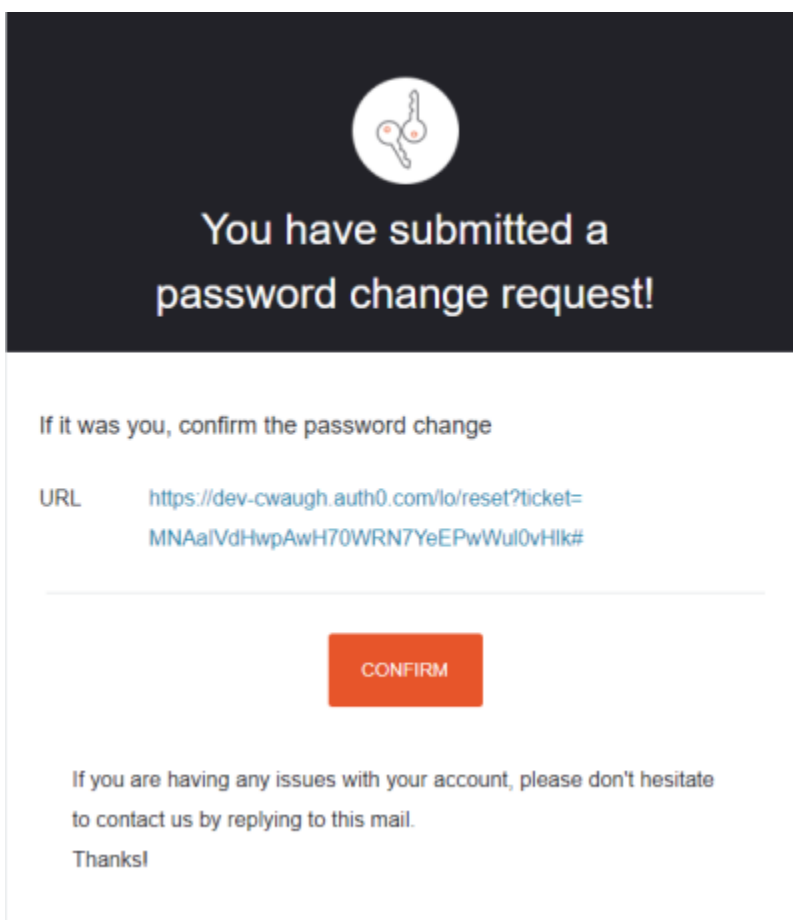 You have submitted a
password change request!
If it was you, confirm the password change
URL
https://dev-cwaugh.auth0.com/lo/reset?ticket=
MNAaIVdHwpAwH70WRN7YeEPwWul0vHIk#
CONFIRM
If you are having any issues with your account, please don't hesitate
to contact us by replying to this mail.
Thanks!